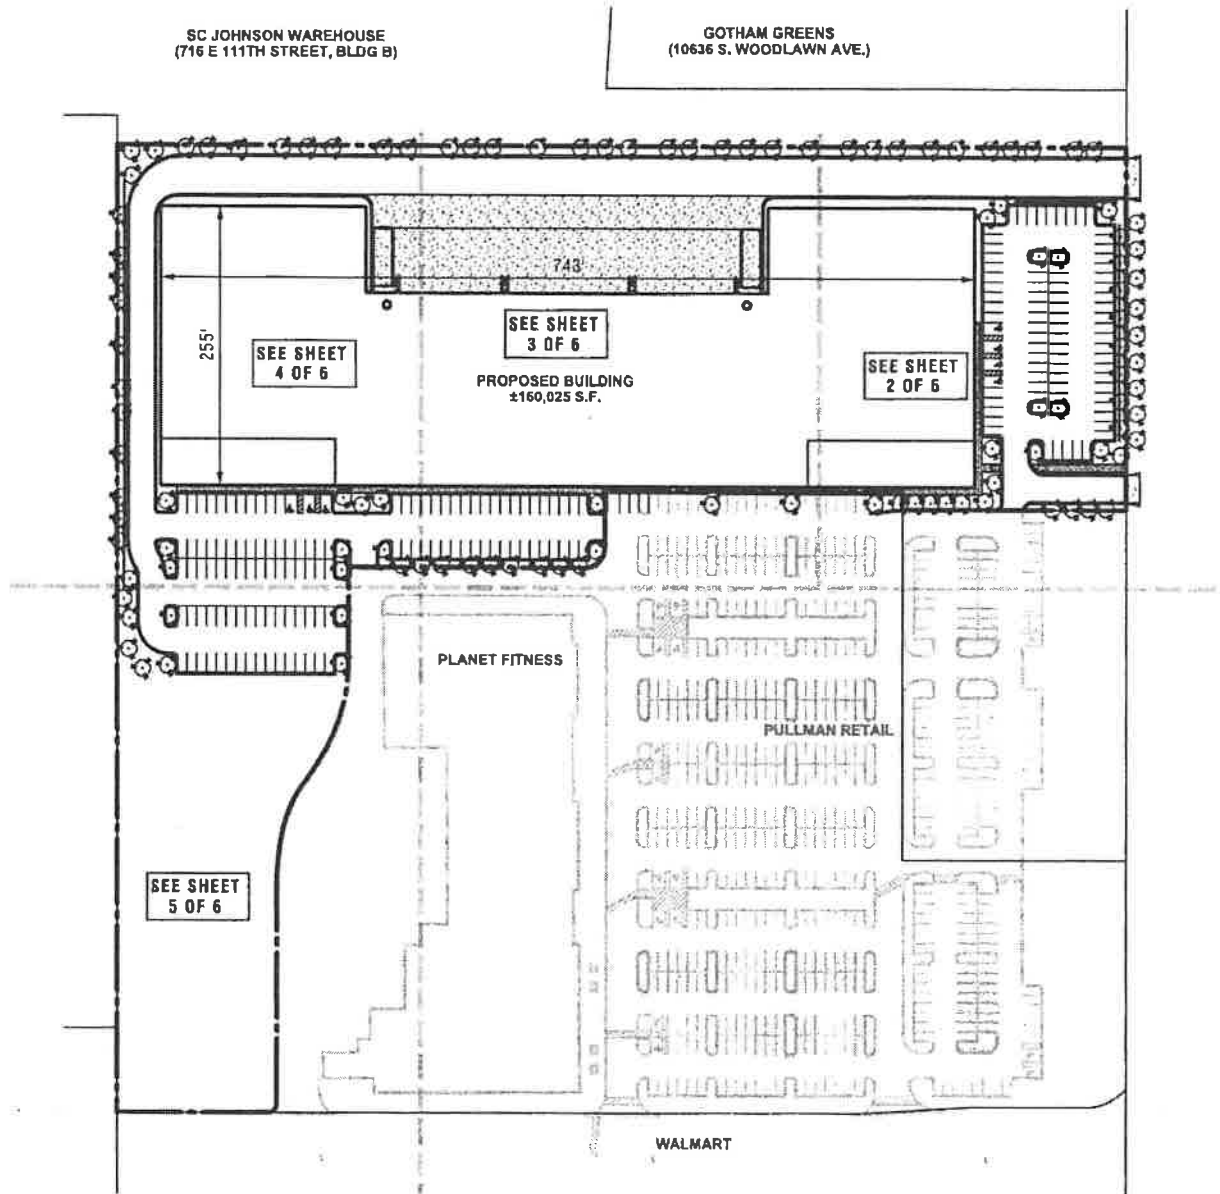 SC JOHNSON WAREHOUSE
(716 E 111TH STREET, BLDG B)
GOTHAM GREENS
(10636 S. WOODLAWN AVE.)
743
255'
SEE SHEET
3 OF 6
SEE SHEET
4 OF 6
SEE SHEET
2 OF 6
PROPOSED BUILDING
±160,025 S.F.
PLANET FITNESS
PULLMAN RETAIL
SEE SHEET
5 OF 6
WALMART